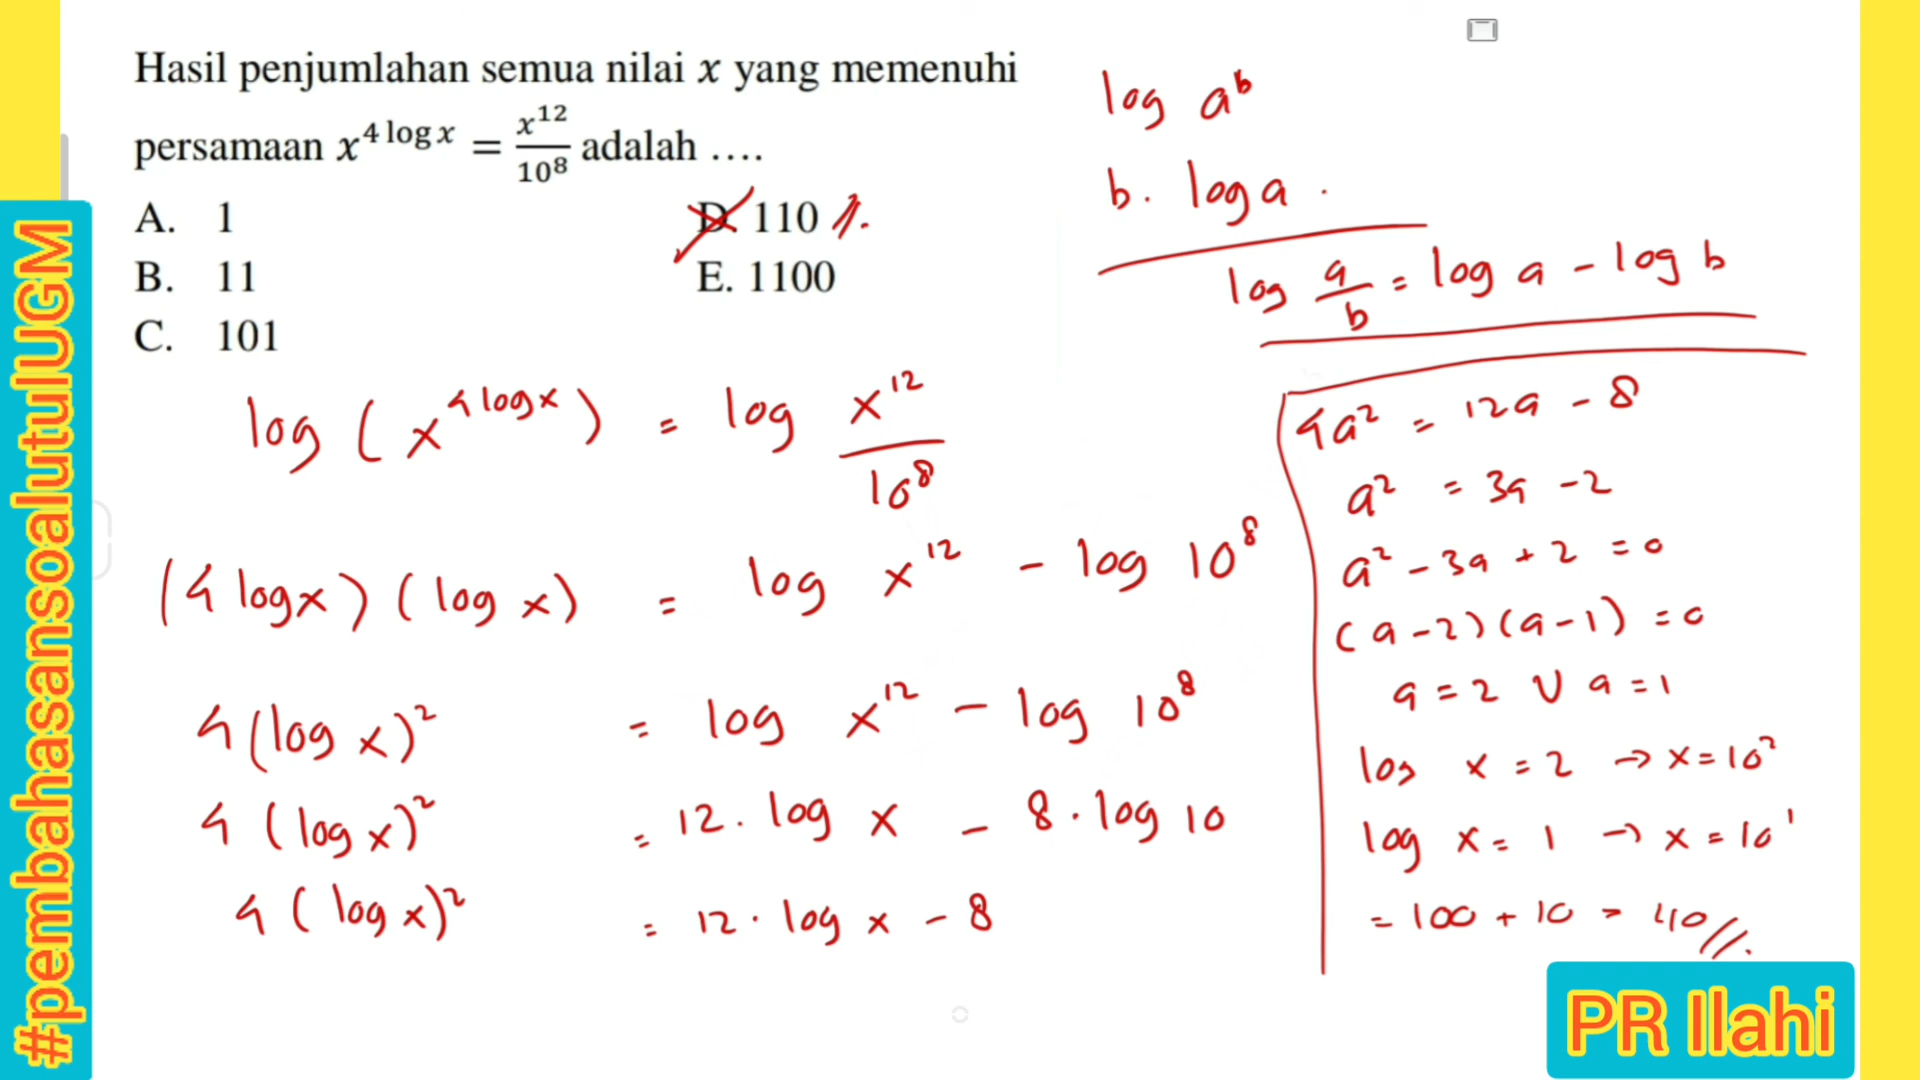 Hasil penjumlahan semua nilai x yang memenuhi
persamaan x^{4 log x} = x^{12}/10^8 adalah ….
A. 1
B. 11
C. 101
D. 110 //.
E. 1100
log a^b
b. log a .
log a/b = log a - log b
log (x^{4 log x}) = log x^{12}/10^8
(4 log x) (log x) = log x^{12} - log 10^8
4 (log x)^2 = log x^{12} - log 10^8
4 (log x)^2 = 12 . log x - 8 . log 10
4 (log x)^2 = 12 . log x - 8
4a^2 = 12a - 8
a^2 = 3a - 2
a^2 - 3a + 2 = 0
(a - 2) (a - 1) = 0
a = 2 V a = 1
log x = 2 → x = 10^2
log x = 1 → x = 10^1
= 100 + 10 = 110 //.
#pembahasansoalutulUGM
PR Ilahi